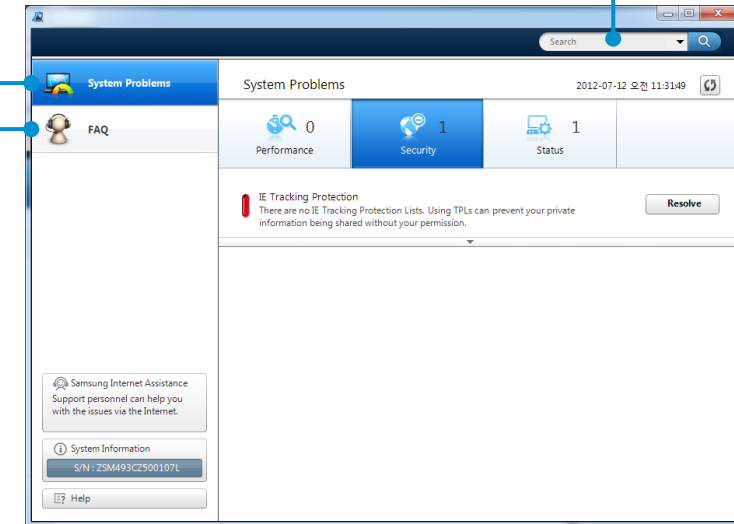 Search
System Problems
FAQ
System Problems
2012-07-12 오전 11:31:49
0
Performance
1
Security
1
Status
IE Tracking Protection
There are no IE Tracking Protection Lists. Using TPLs can prevent your private
information being shared without your permission.
Resolve
Samsung Internet Assistance
Support personnel can help you
with the issues via the Internet.
System Information
S/N : ZSM493CZ500107L
Help